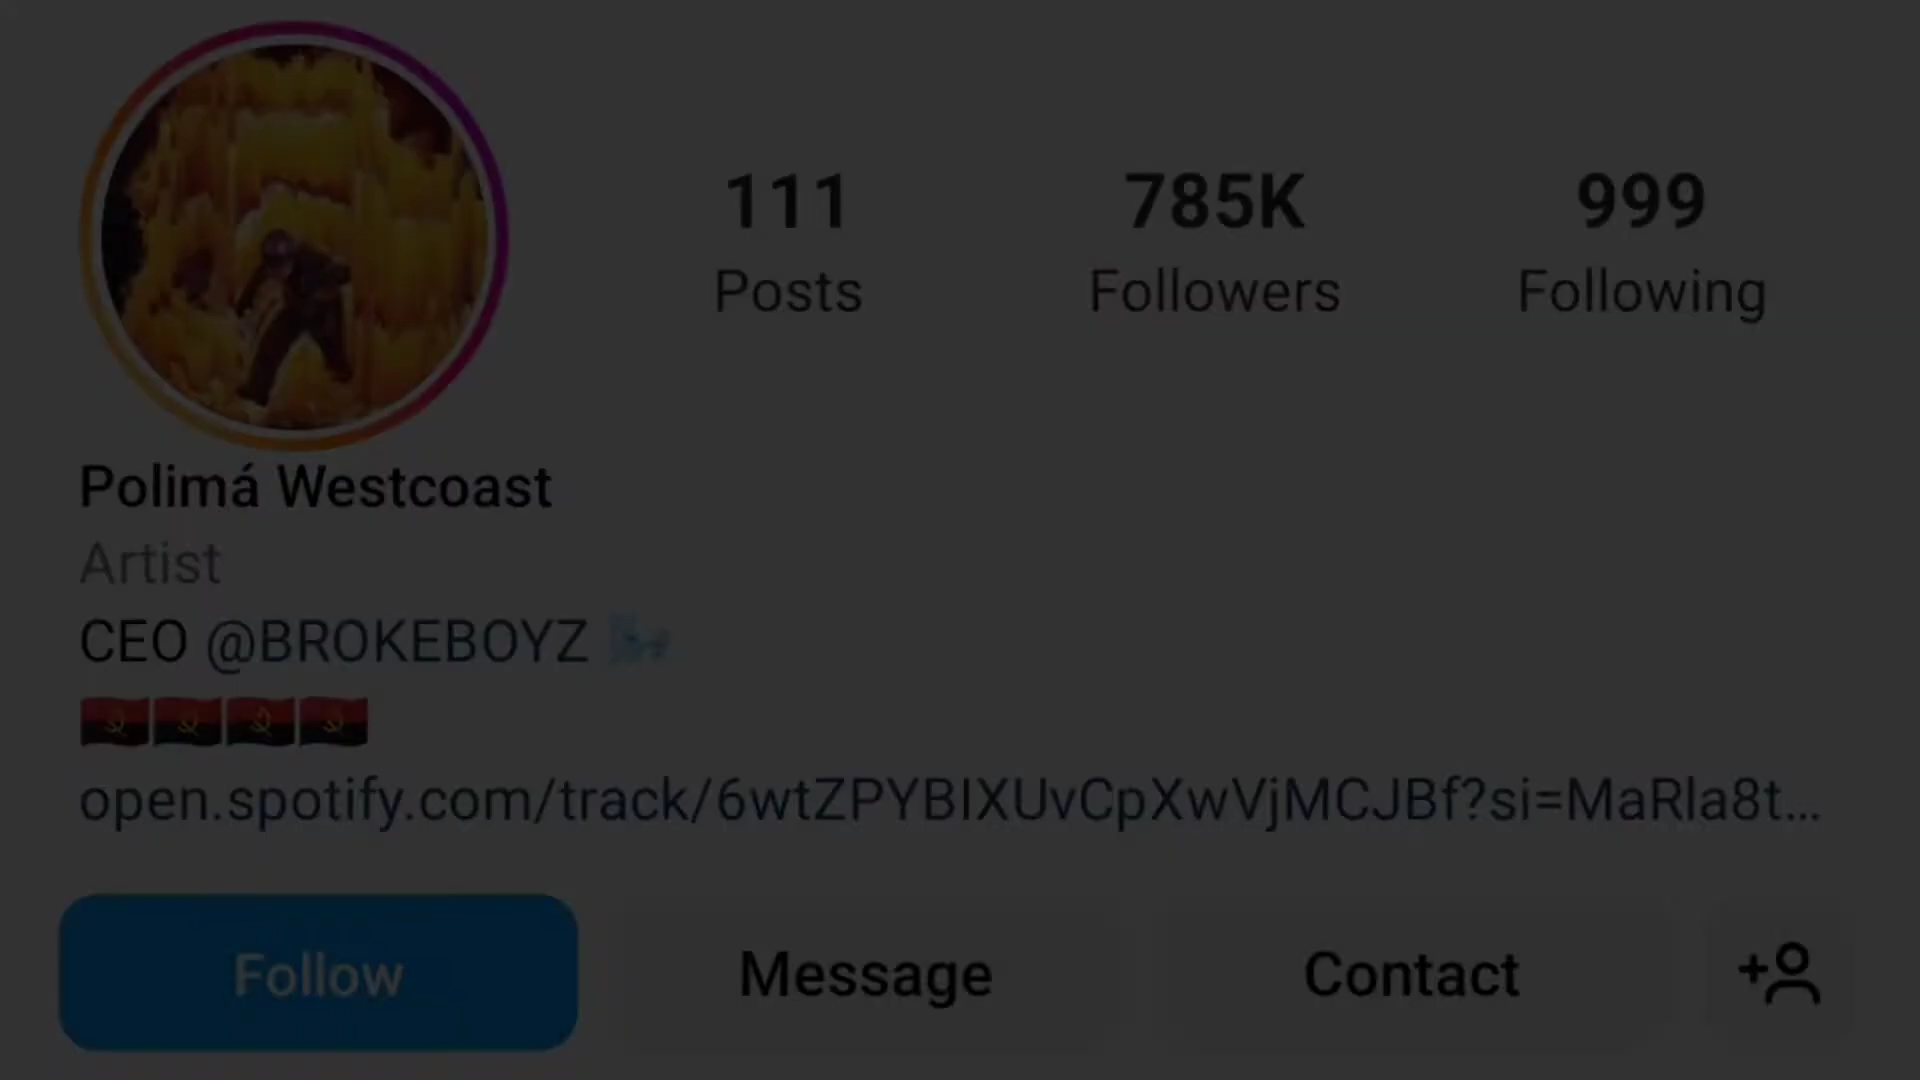 111 785K 999
Posts Followers Following
Polimá Westcoast
Artist
CEO @BROKEBOYZ 🌬️
🇦🇴🇦🇴🇦🇴🇦🇴
open.spotify.com/track/6wtZPYBIXUvCpXwVjMCJBf?si=MaRla8t...
Follow Message Contact